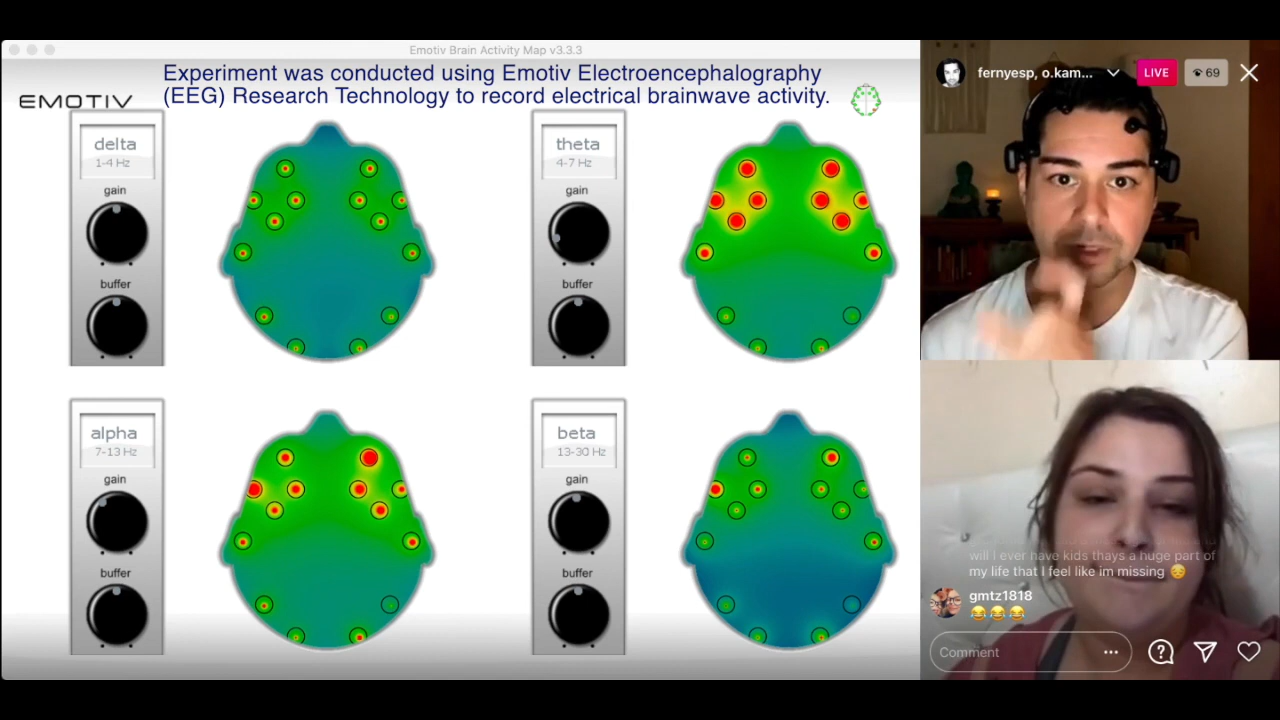 Emotiv Brain Activity Map v3.3.3
Experiment was conducted using Emotiv Electroencephalography
(EEG) Research Technology to record electrical brainwave activity.
EMOTIV
delta
1-4 Hz
gain
buffer
theta
4-7 Hz
gain
buffer
alpha
7-13 Hz
gain
buffer
beta
13-30 Hz
gain
buffer
fernyesp, o.kam...
LIVE
69
will I ever have kids thays a huge part of
my life that I feel like im missing 😔
gmtz1818
😂😂😂
Comment